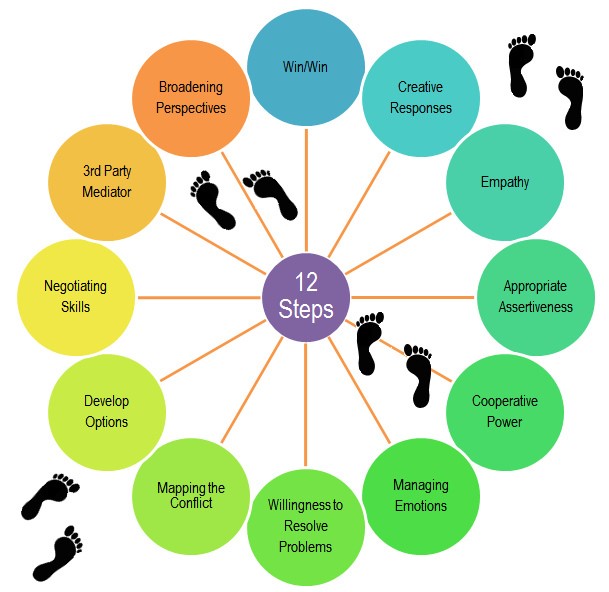 12
Steps
Win/Win
Creative
Responses
Empathy
Appropriate
Assertiveness
Cooperative
Power
Managing
Emotions
Willingness to
Resolve
Problems
Mapping the
Conflict
Develop
Options
Negotiating
Skills
3rd Party
Mediator
Broadening
Perspectives